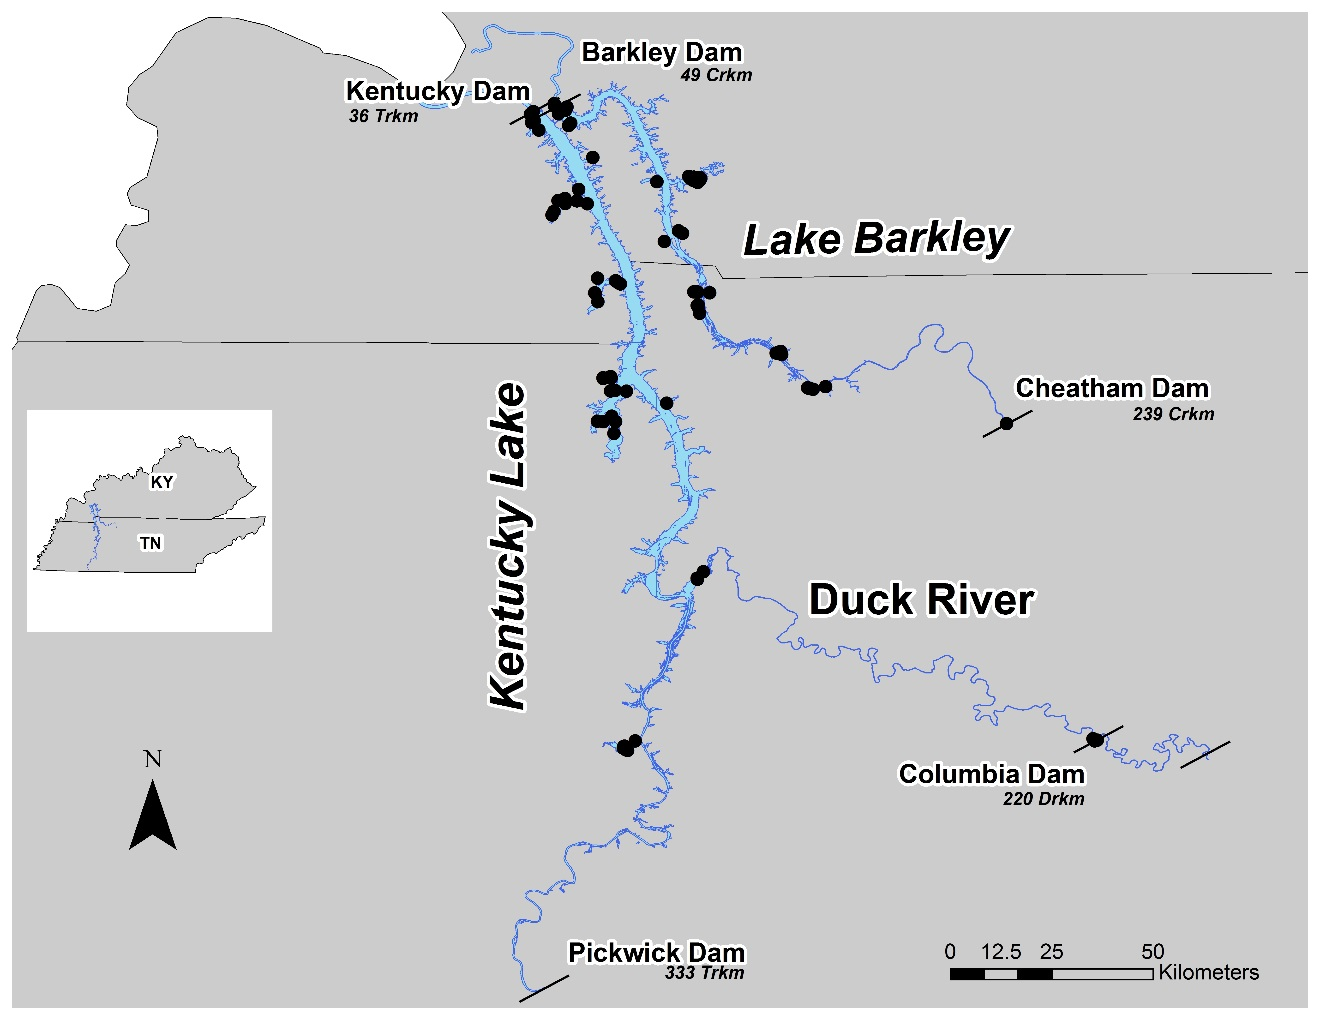 Barkley Dam
49 Crkm
Kentucky Dam
36 Trkm
Lake Barkley
Cheatham Dam
239 Crkm
Kentucky Lake
KY
TN
Duck River
N
Columbia Dam
220 Drkm
Pickwick Dam
333 Trkm
0 12.5 25 50
Kilometers